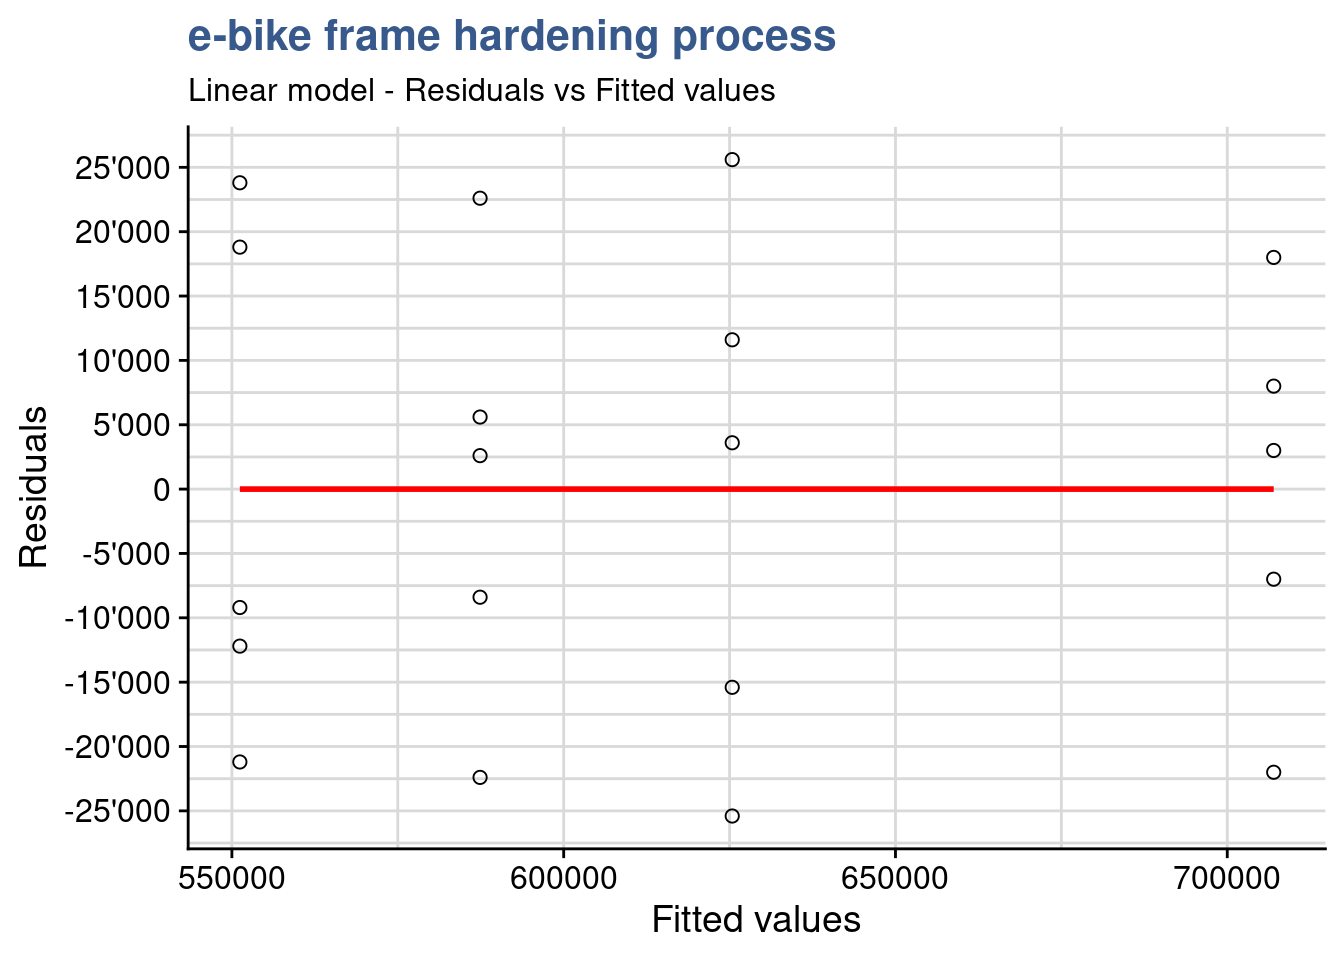 e-bike frame hardening process
Linear model - Residuals vs Fitted values
25'000
20'000
15'000
10'000
5'000
0
-5'000
-10'000
-15'000
-20'000
-25'000
Residuals
550000 600000 650000 700000
Fitted values